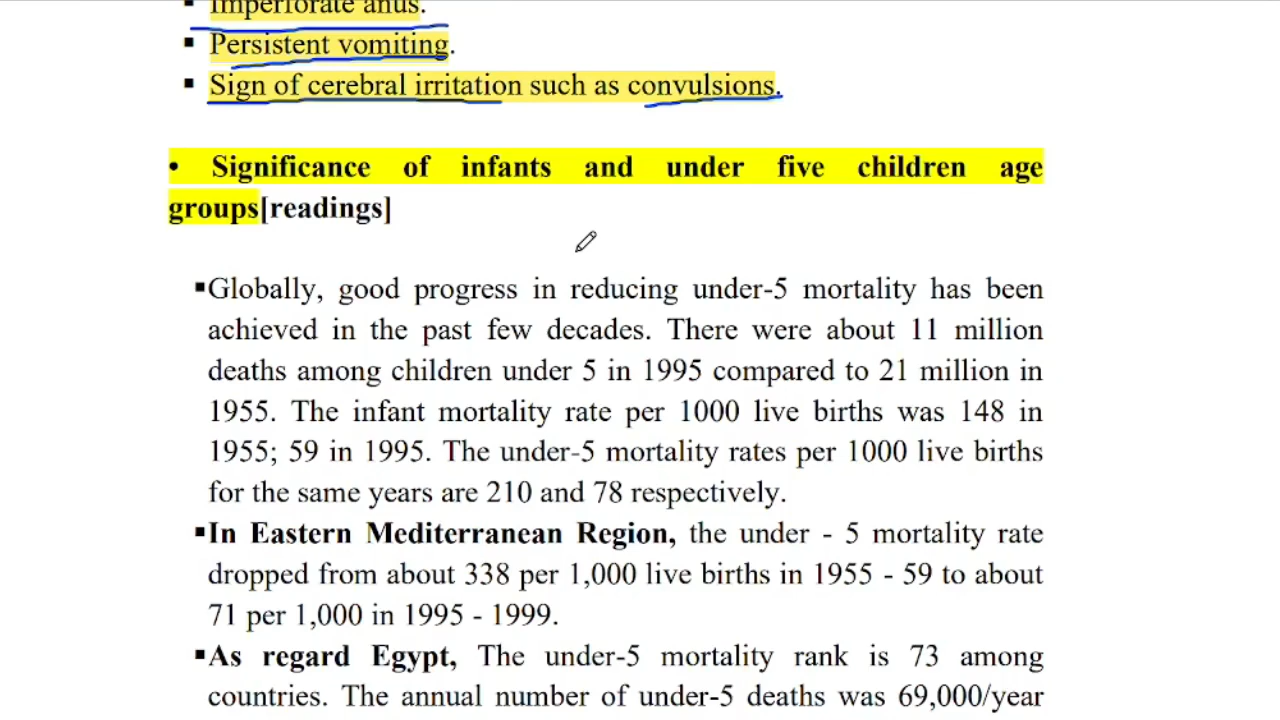 ▪ Imperforate anus.
▪ Persistent vomiting.
▪ Sign of cerebral irritation such as convulsions.
• Significance of infants and under five children age
groups[readings]
▪Globally, good progress in reducing under-5 mortality has been
achieved in the past few decades. There were about 11 million
deaths among children under 5 in 1995 compared to 21 million in
1955. The infant mortality rate per 1000 live births was 148 in
1955; 59 in 1995. The under-5 mortality rates per 1000 live births
for the same years are 210 and 78 respectively.
▪In Eastern Mediterranean Region, the under - 5 mortality rate
dropped from about 338 per 1,000 live births in 1955 - 59 to about
71 per 1,000 in 1995 - 1999.
▪As regard Egypt, The under-5 mortality rank is 73 among
countries. The annual number of under-5 deaths was 69,000/year